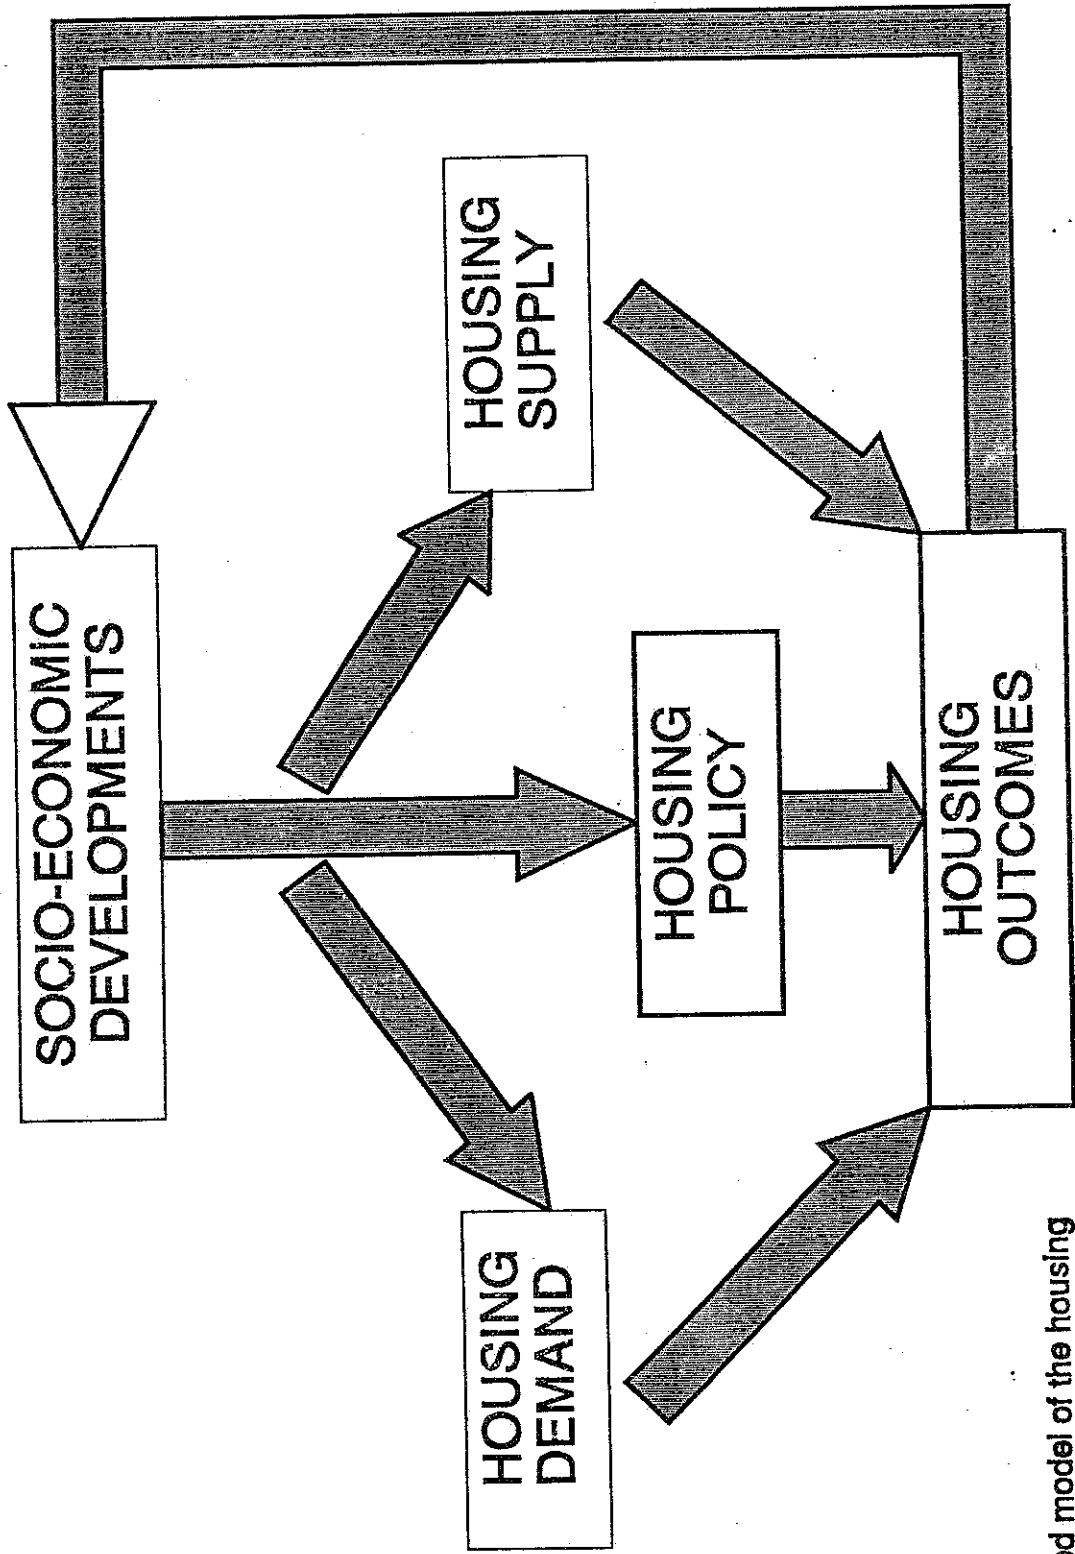 SOCIO-ECONOMIC
DEVELOPMENTS
HOUSING
DEMAND
HOUSING
POLICY
HOUSING
SUPPLY
HOUSING
OUTCOMES
model of the housing